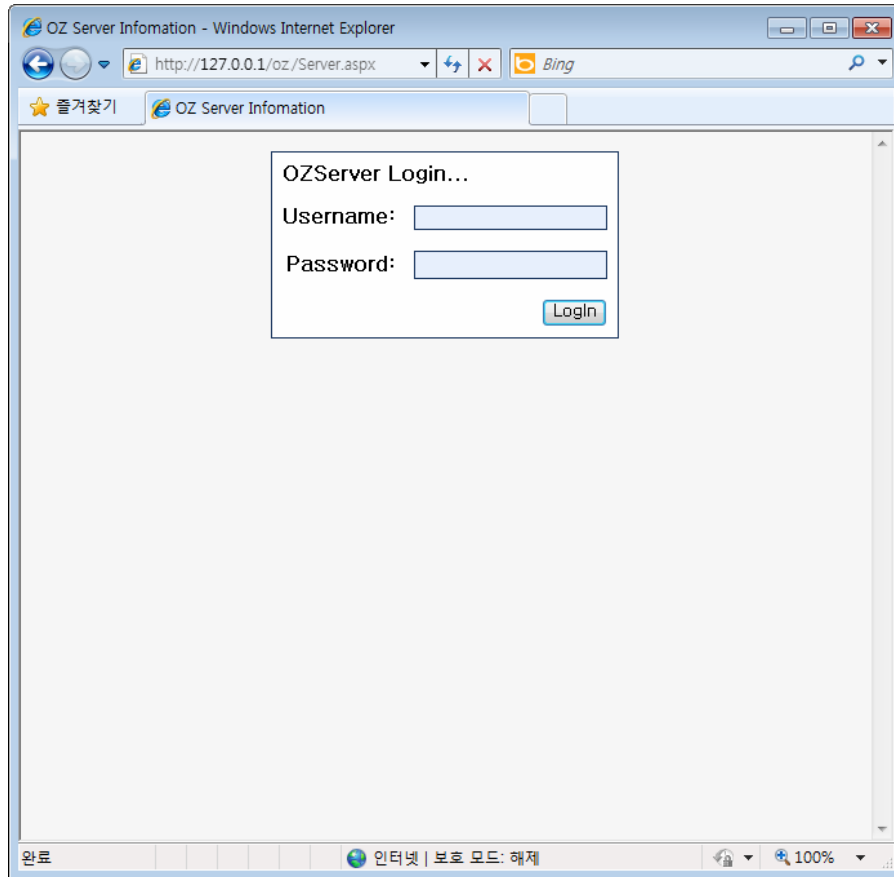 OZ Server Infomation - Windows Internet Explorer
http://127.0.0.1/oz/Server.aspx
Bing
즐겨찾기
OZ Server Infomation
OZServer Login...
Username:
Password:
LogIn
완료
인터넷 | 보호 모드: 해제
100%